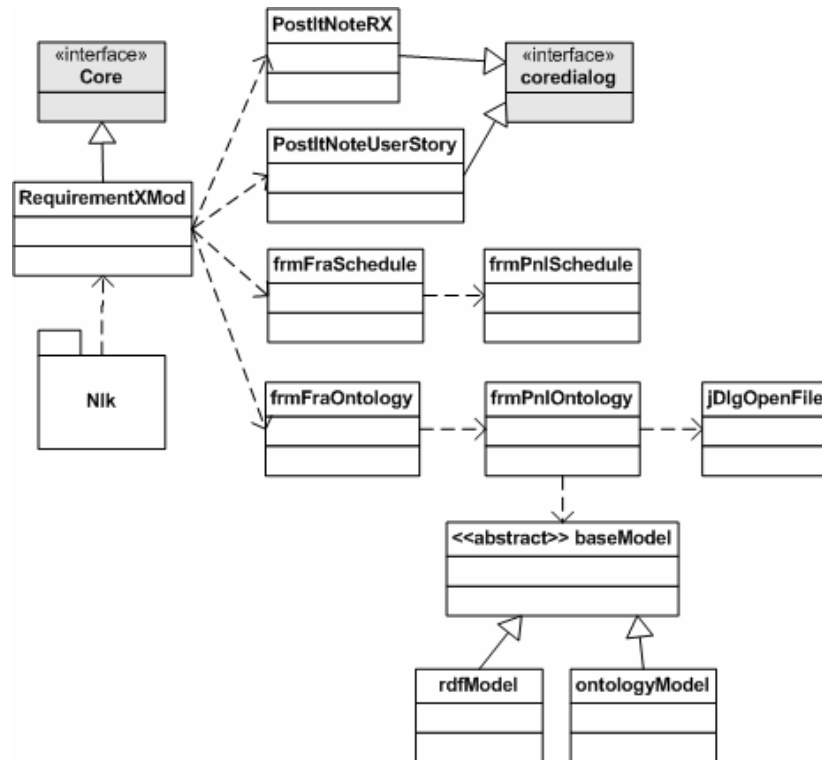 PostItNoteRX
«interface»
Core
«interface»
coredialog
PostItNoteUserStory
RequirementXMod
frmFraSchedule
frmPnlSchedule
Nlk
frmFraOntology
frmPnlOntology
jDlgOpenFile
<<abstract>> baseModel
rdfModel
ontologyModel